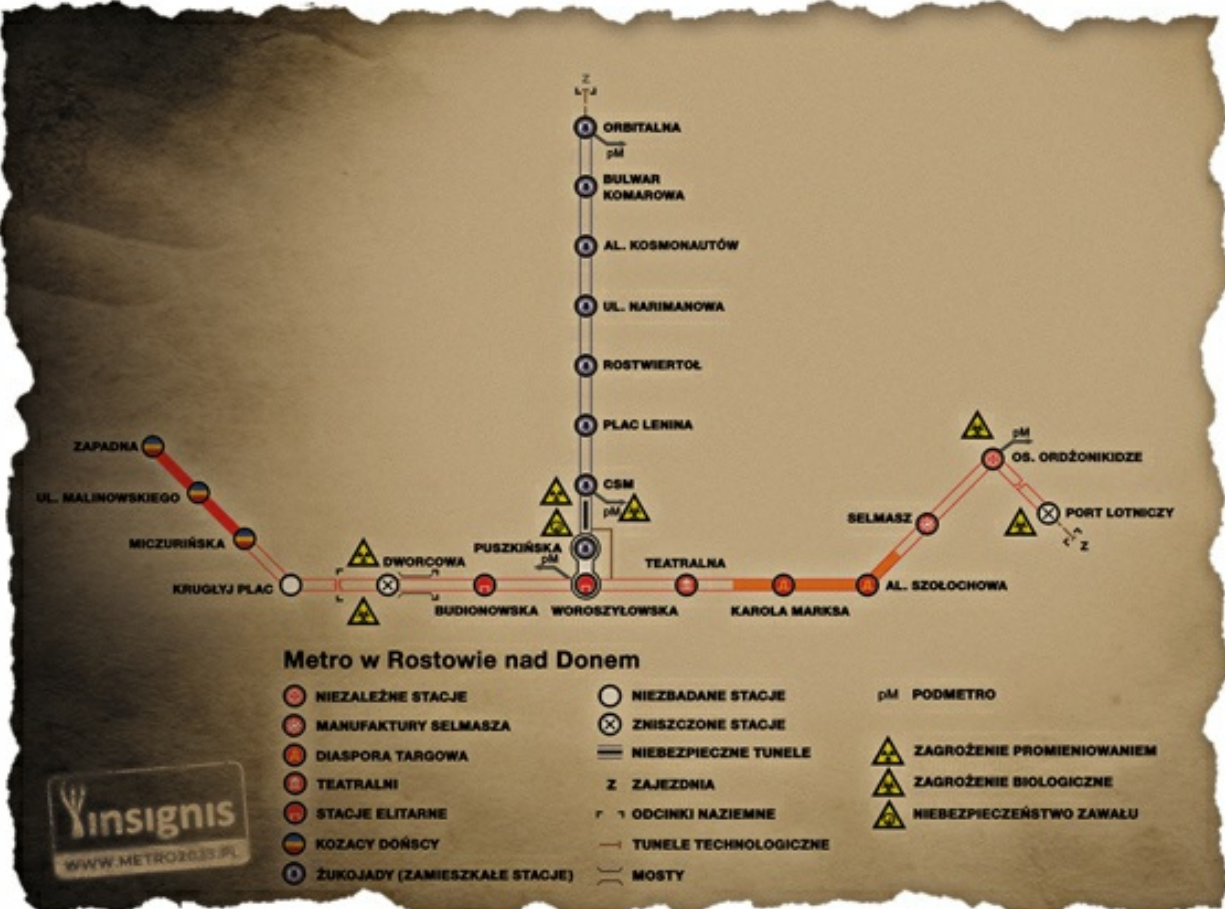 Z
ORBITALNA
pM
BULWAR
KOMAROWA
AL. KOSMONAUTÓW
UL. NARIMANOWA
ROSTWIERTOŁ
PLAC LENINA
CSM
pM
PUSZKIŃSKA
pM
ZAPADNA
UL. MALINOWSKIEGO
MICZURIŃSKA
KRUGŁYJ PLAC
DWORCOWA
BUDIONOWSKA
WOROSZYŁOWSKA
TEATRALNA
KAROLA MARKSA
AL. SZOŁOCHOWA
SELMASZ
pM
OS. ORDŻONIKIDZE
PORT LOTNICZY
Z
Metro w Rostowie nad Donem
NIEZALEŻNE STACJE
MANUFAKTURY SELMASZA
DIASPORA TARGOWA
TEATRALNI
STACJE ELITARNE
KOZACY DOŃSCY
ŻUKOJADY (ZAMIESZKAŁE STACJE)
NIEZBADANE STACJE
ZNISZCZONE STACJE
NIEBEZPIECZNE TUNELE
Z ZAJEZDNIA
ODCINKI NAZIEMNE
TUNELE TECHNOLOGICZNE
MOSTY
pM PODMETRO
ZAGROŻENIE PROMIENIOWANIEM
ZAGROŻENIE BIOLOGICZNE
NIEBEZPIECZEŃSTWO ZAWAŁU
insignis
WWW.METRO2033.PL